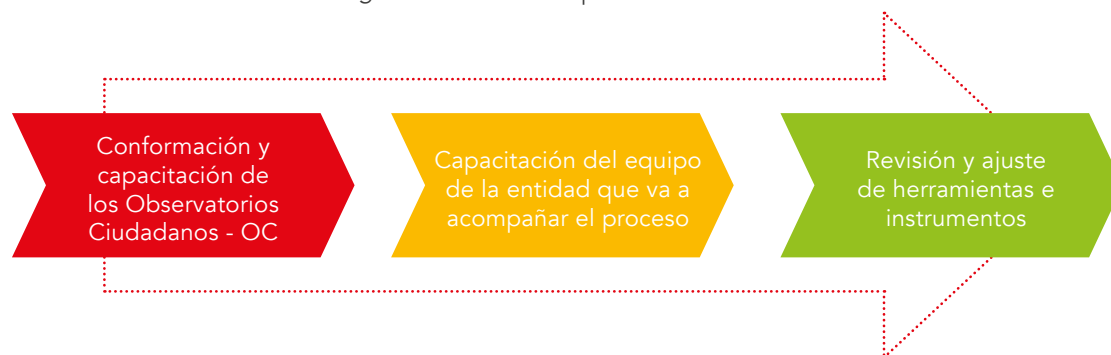 Conformación y
capacitación de
los Observatorios
Ciudadanos - OC
Capacitación del equipo
de la entidad que va a
acompañar el proceso
Revisión y ajuste
de herramientas e
instrumentos